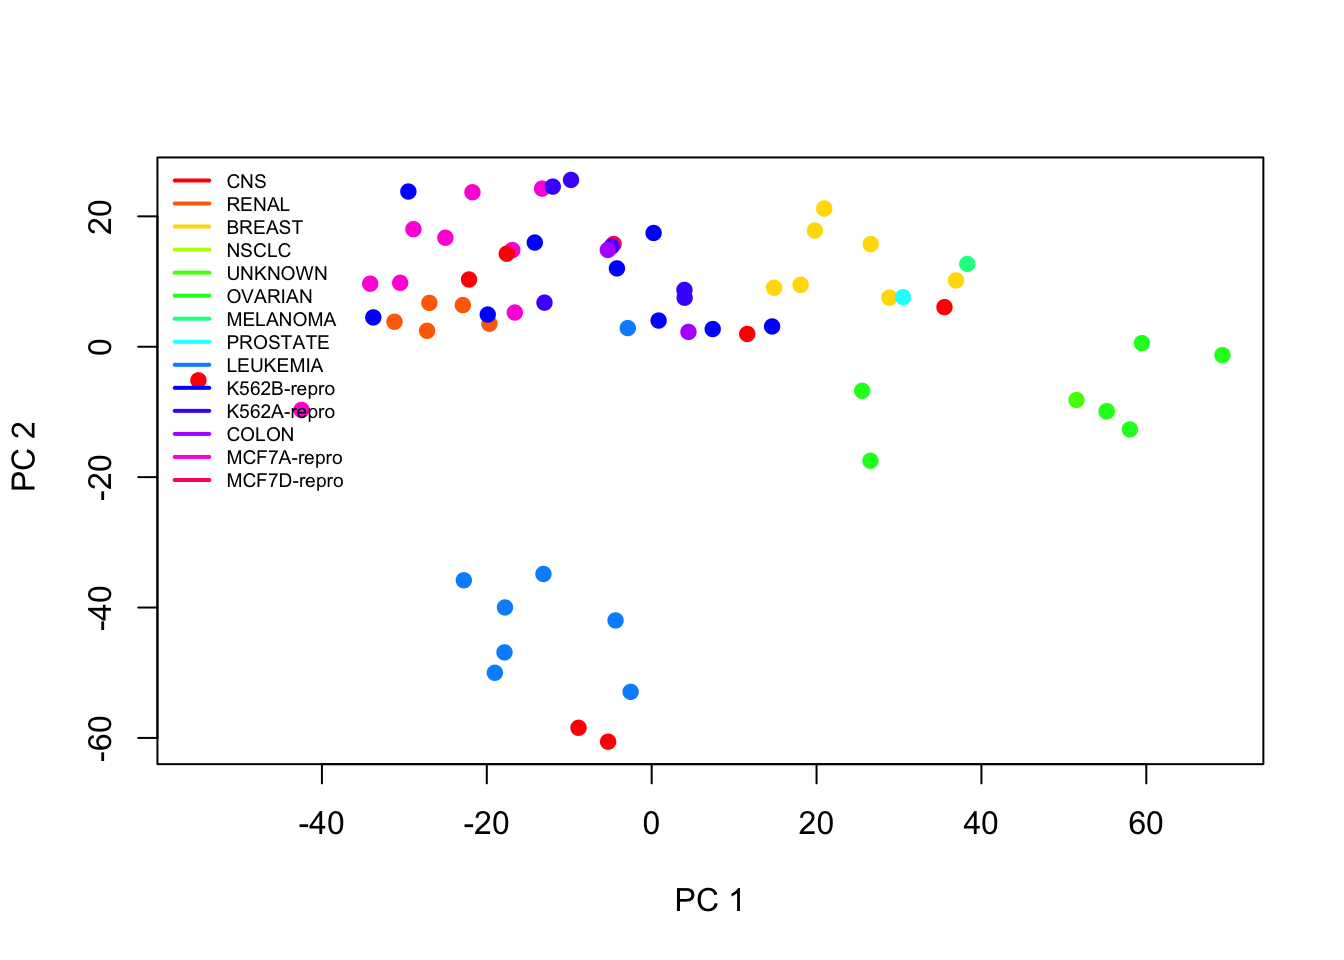 CNS
RENAL
BREAST
NSCLC
UNKNOWN
OVARIAN
MELANOMA
PROSTATE
LEUKEMIA
K562B-repro
K562A-repro
COLON
MCF7A-repro
MCF7D-repro
20
0
-20
-40
-60
PC 2
-40 -20 0 20 40 60
PC 1